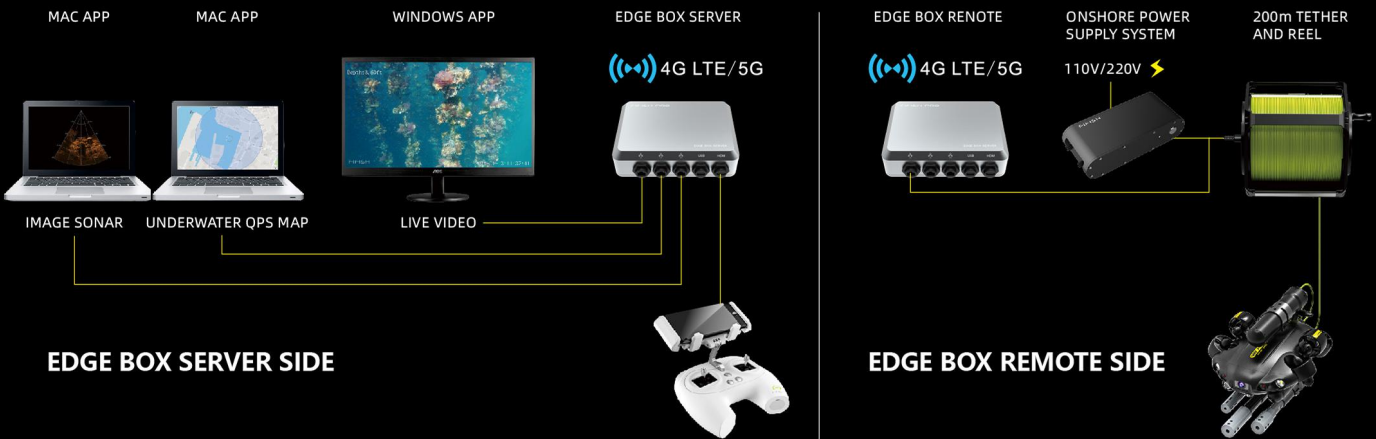 MAC APP
MAC APP
WINDOWS APP
EDGE BOX SERVER
4G LTE/5G
IMAGE SONAR
UNDERWATER QPS MAP
LIVE VIDEO
EDGE BOX SERVER SIDE
EDGE BOX RENOTE
ONSHORE POWER
SUPPLY SYSTEM
200m TETHER
AND REEL
4G LTE/5G
110V/220V
EDGE BOX REMOTE SIDE